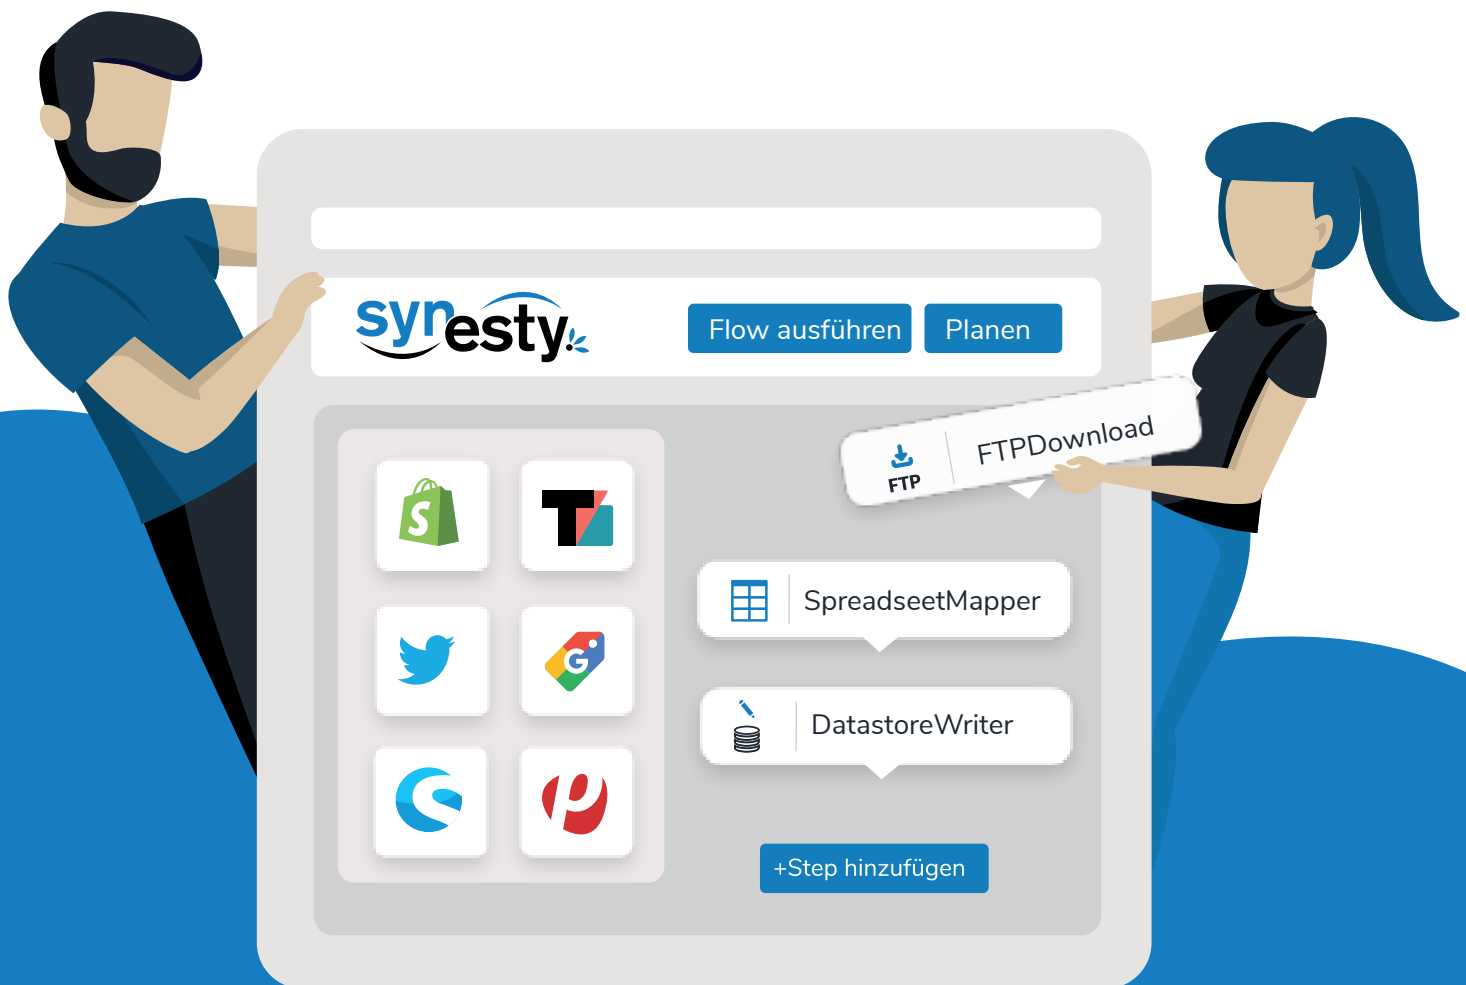 synesty
Flow ausführen
Planen
FTP
FTPDownload
SpreadseetMapper
DatastoreWriter
+Step hinzufügen